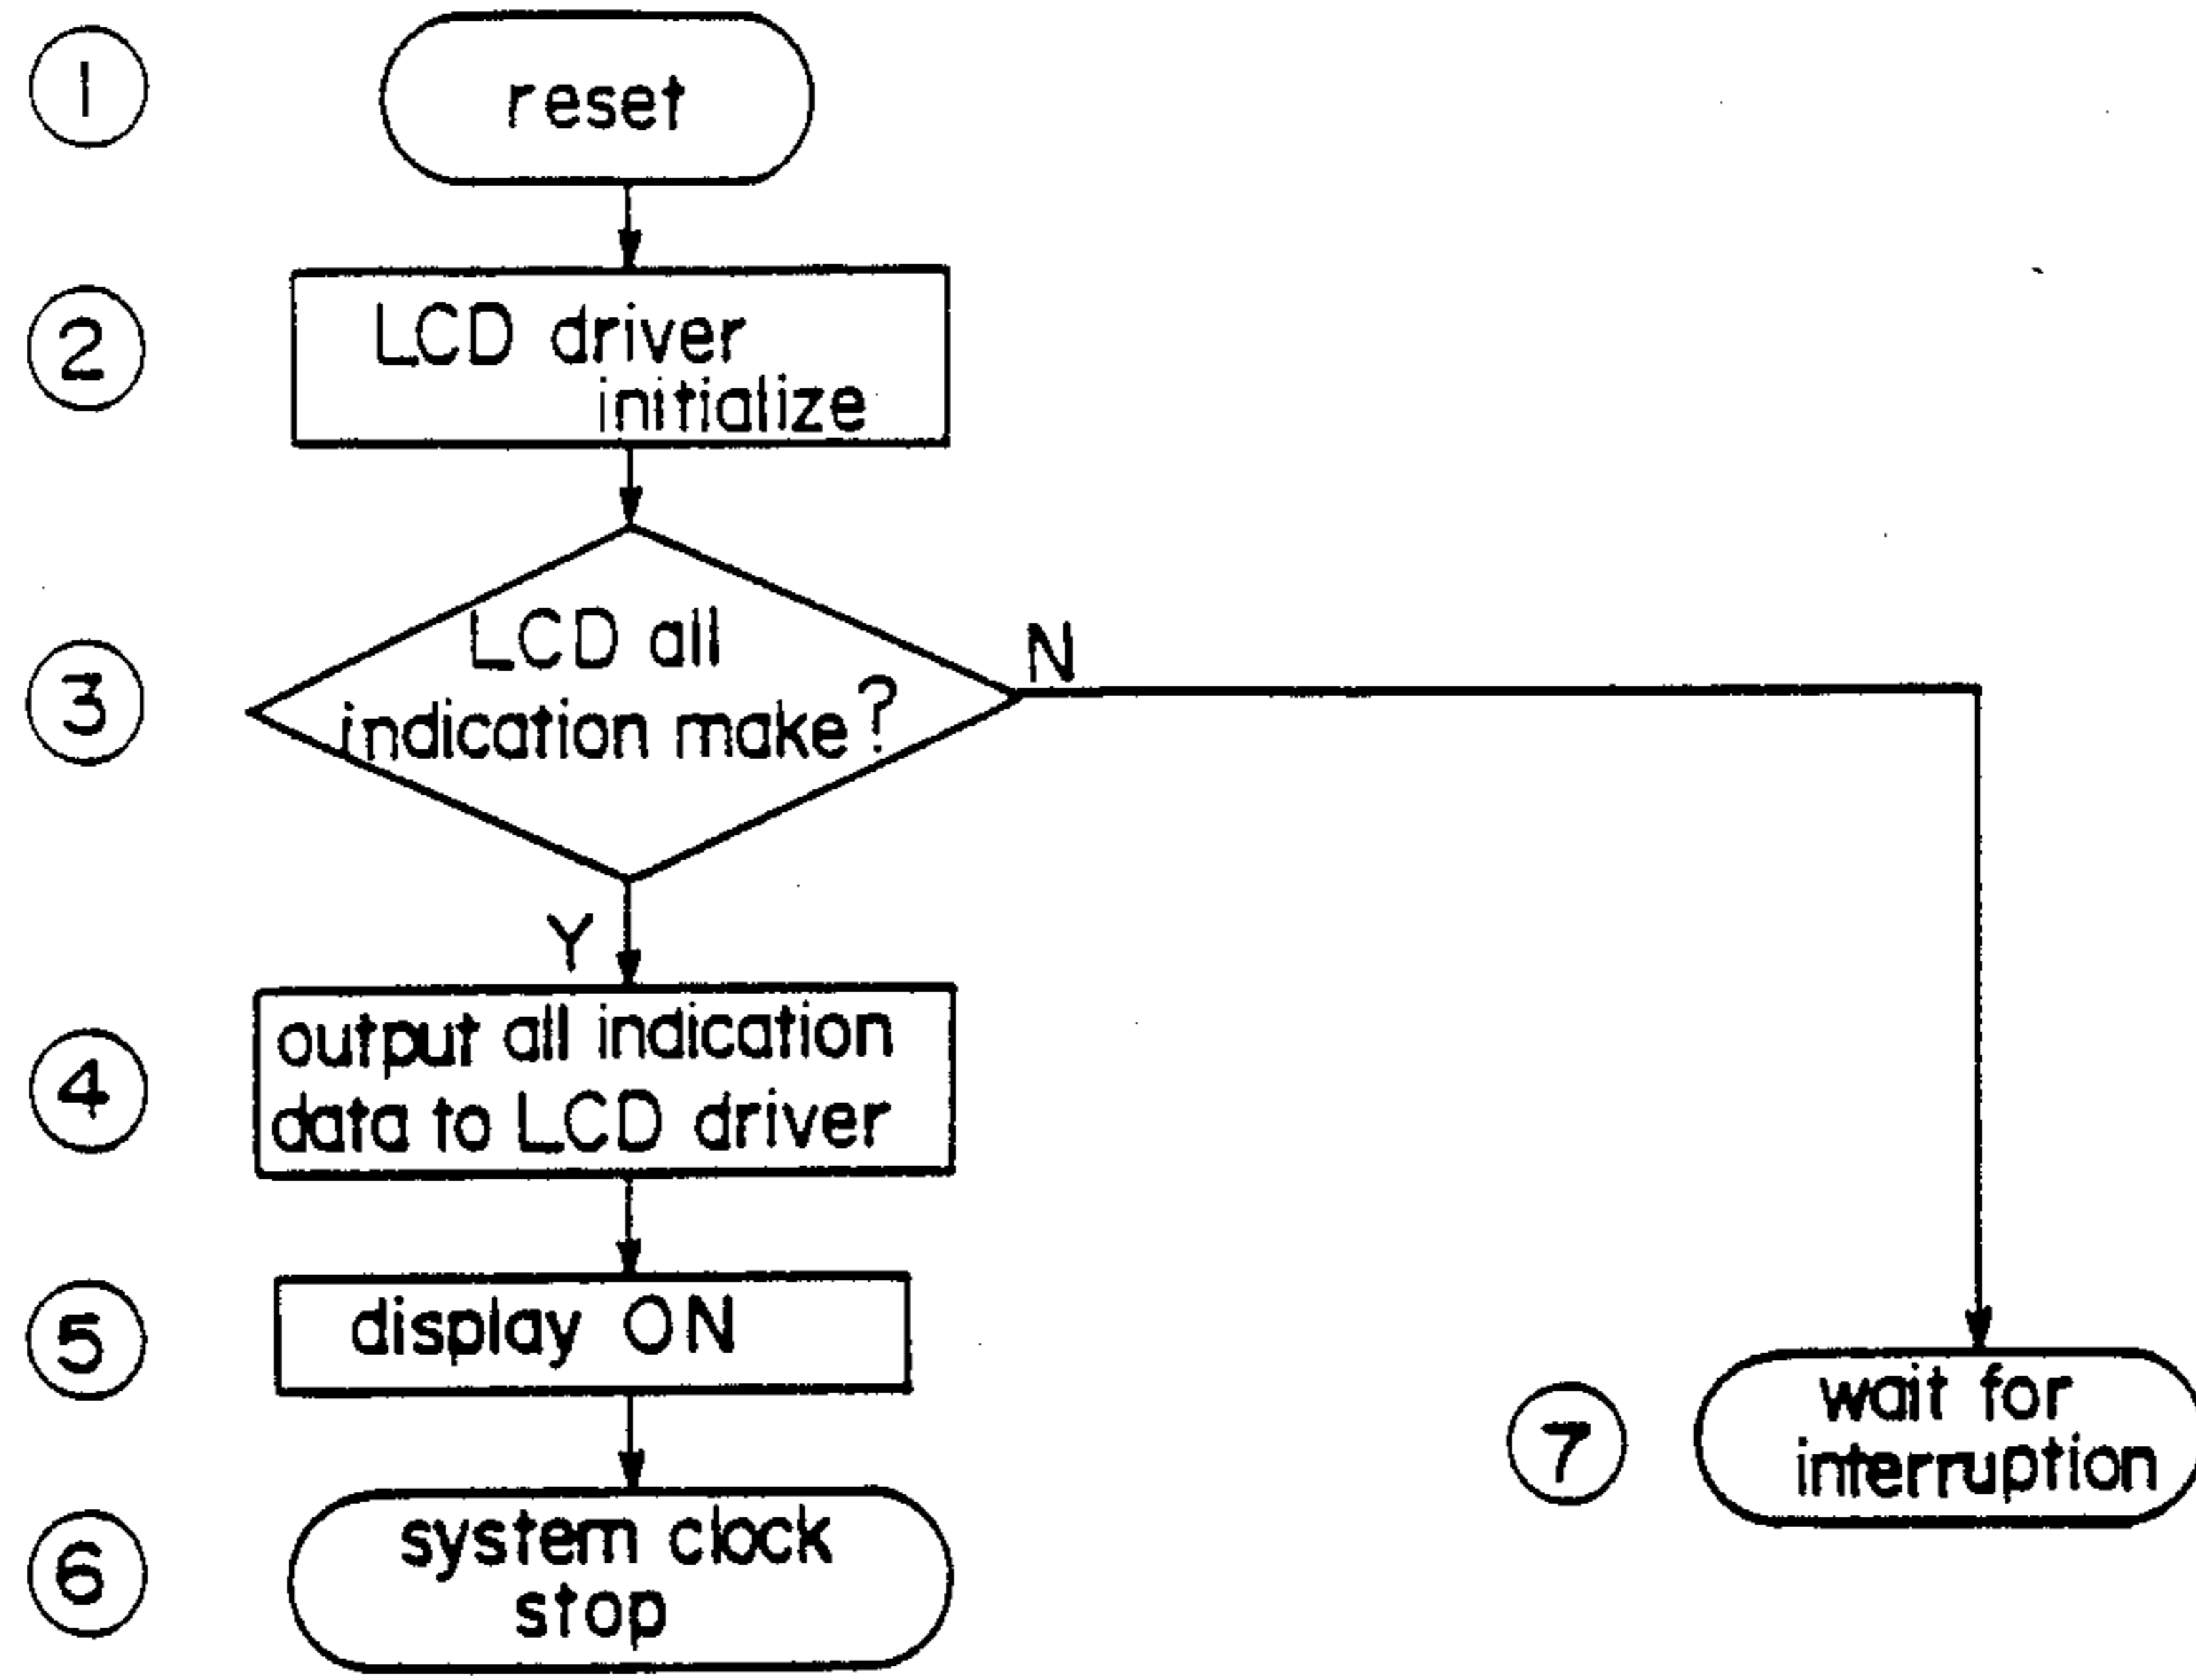 1
reset
2
LCD driver
initialize
3
LCD all
indication make?
N
Y
4
output all indication
data to LCD driver
5
display ON
7
wait for
interruption
6
system clock
stop